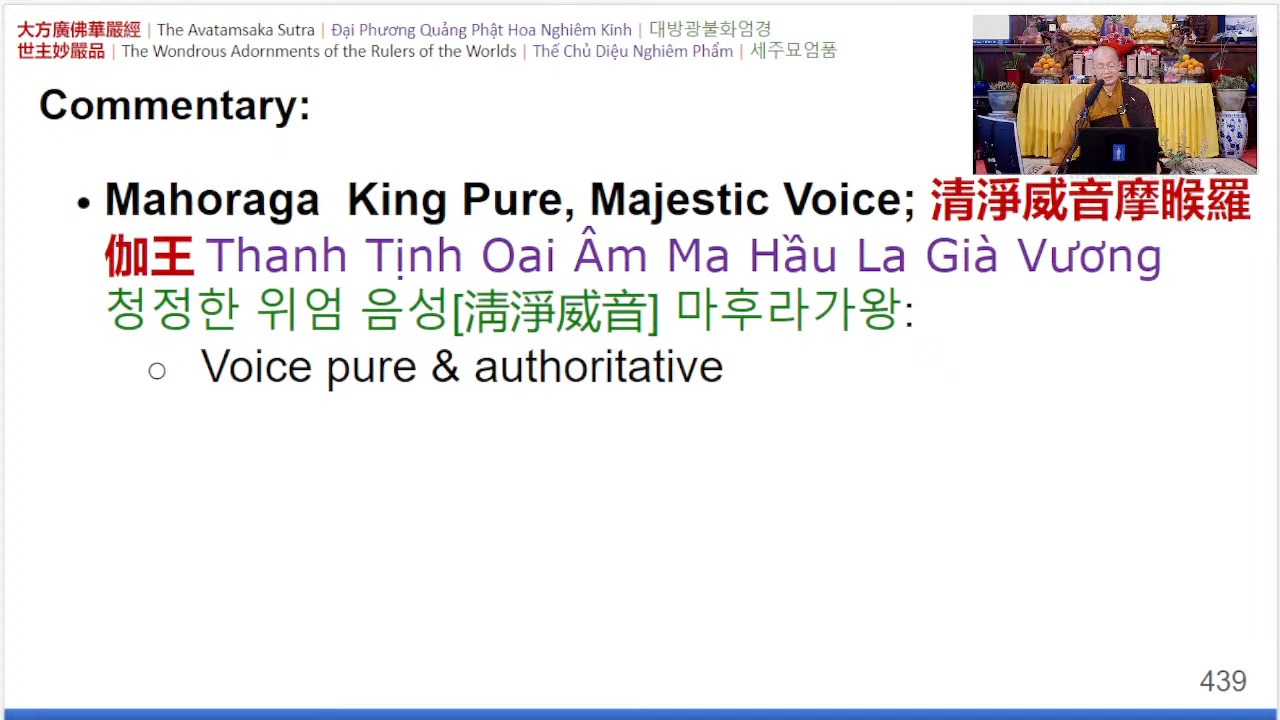 大方廣佛華嚴經 | The Avatamsaka Sutra | Đại Phương Quảng Phật Hoa Nghiêm Kinh | 대방광불화엄경
世主妙嚴品 | The Wondrous Adornments of the Rulers of the Worlds | Thế Chủ Diệu Nghiêm Phẩm | 세주묘엄품
Commentary:
• Mahoraga King Pure, Majestic Voice; 清淨威音摩睺羅
伽王 Thanh Tịnh Oai Âm Ma Hầu La Già Vương
청정한 위엄 음성[淸淨威音] 마후라가왕:
○ Voice pure & authoritative
439